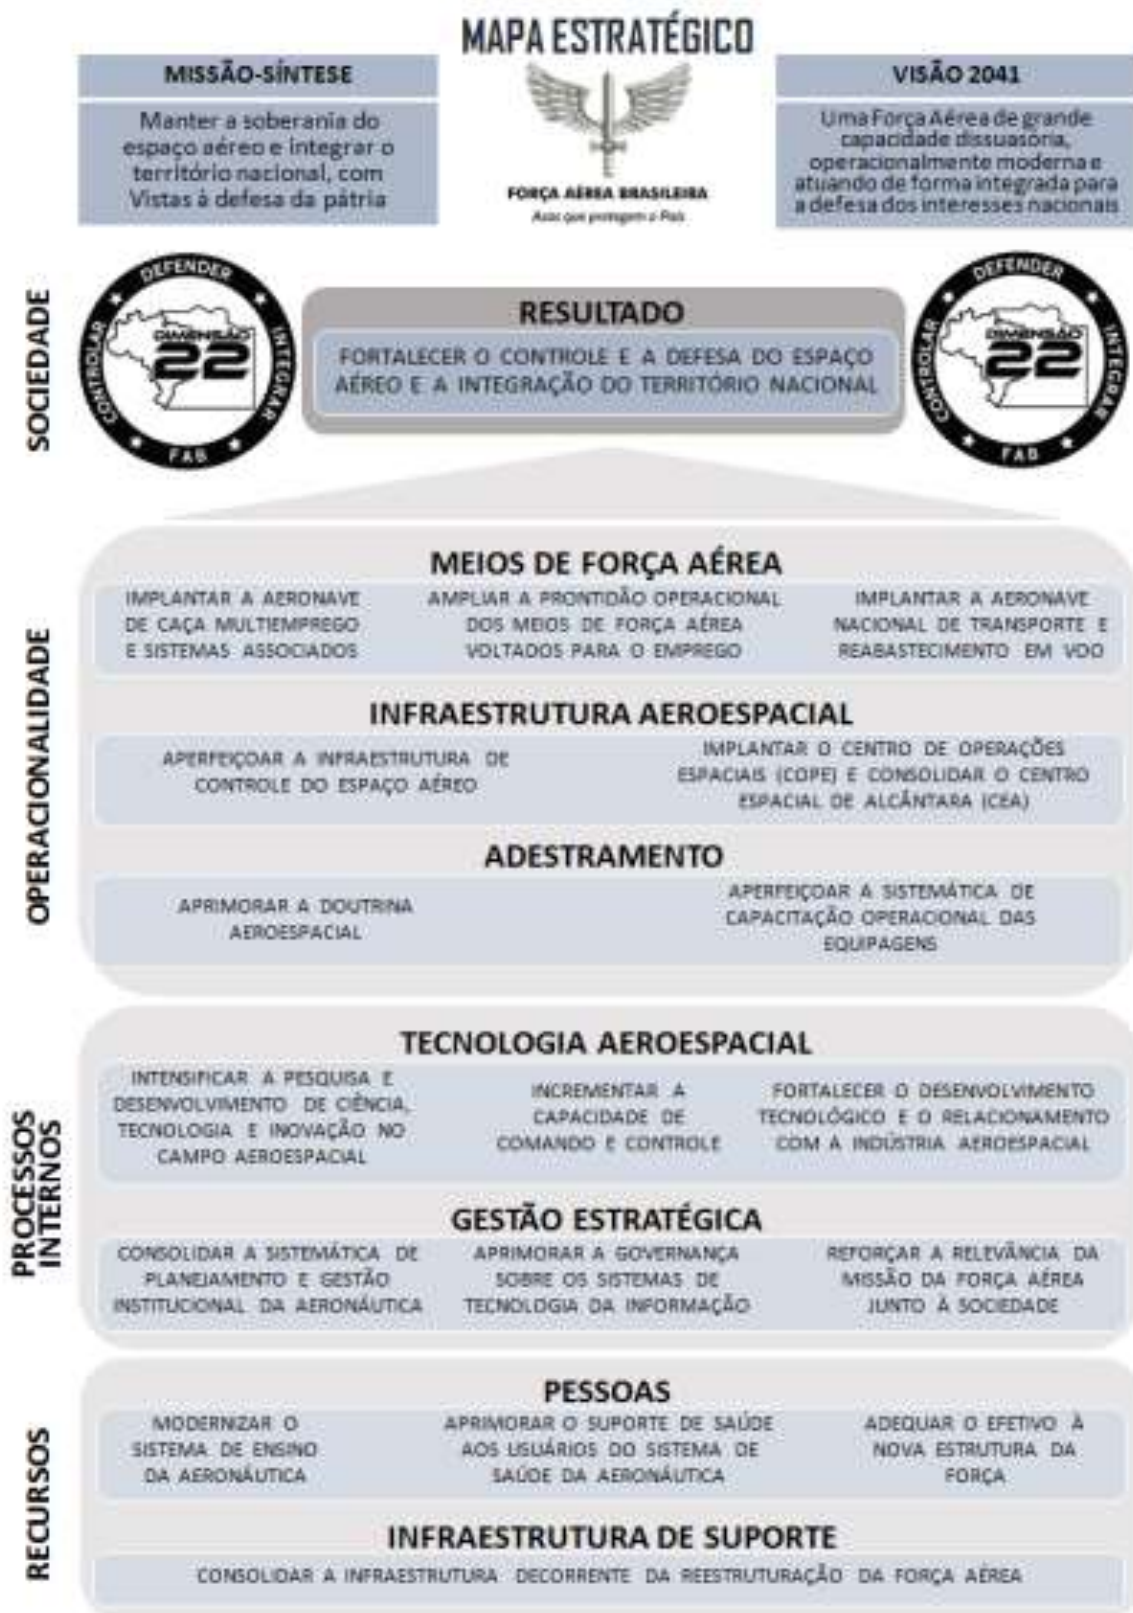 MAPA ESTRATÉGICO
MISSÃO-SÍNTESE
Manter a soberania do
espaço aéreo e integrar o
território nacional, com
Vistas à defesa da pátria
FORÇA AÉREA BRASILEIRA
Asas que protegem o País
VISÃO 2041
Uma Força Aérea de grande
capacidade dissuasória,
operacionalmente moderna e
atuando de forma integrada para
a defesa dos interesses nacionais
SOCIEDADE
CONTROLAR ★ DEFENDER ★ INTEGRAR
DIMENSÃO
22
★ FAB ★
RESULTADO
FORTALECER O CONTROLE E A DEFESA DO ESPAÇO
AÉREO E A INTEGRAÇÃO DO TERRITÓRIO NACIONAL
CONTROLAR ★ DEFENDER ★ INTEGRAR
DIMENSÃO
22
★ FAB ★
OPERACIONALIDADE
MEIOS DE FORÇA AÉREA
IMPLANTAR A AERONAVE
DE CAÇA MULTIEMPREGO
E SISTEMAS ASSOCIADOS
AMPLIAR A PRONTIDÃO OPERACIONAL
DOS MEIOS DE FORÇA AÉREA
VOLTADOS PARA O EMPREGO
IMPLANTAR A AERONAVE
NACIONAL DE TRANSPORTE E
REABASTECIMENTO EM VOO
INFRAESTRUTURA AEROESPACIAL
APERFEIÇOAR A INFRAESTRUTURA DE
CONTROLE DO ESPAÇO AÉREO
IMPLANTAR O CENTRO DE OPERAÇÕES
ESPACIAIS (COPE) E CONSOLIDAR O CENTRO
ESPACIAL DE ALCÂNTARA (CEA)
ADESTRAMENTO
APRIMORAR A DOUTRINA
AEROESPACIAL
APERFEIÇOAR A SISTEMÁTICA DE
CAPACITAÇÃO OPERACIONAL DAS
EQUIPAGENS
PROCESSOS
INTERNOS
TECNOLOGIA AEROESPACIAL
INTENSIFICAR A PESQUISA E
DESENVOLVIMENTO DE CIÊNCIA,
TECNOLOGIA E INOVAÇÃO NO
CAMPO AEROESPACIAL
INCREMENTAR A
CAPACIDADE DE
COMANDO E CONTROLE
FORTALECER O DESENVOLVIMENTO
TECNOLÓGICO E O RELACIONAMENTO
COM A INDÚSTRIA AEROESPACIAL
GESTÃO ESTRATÉGICA
CONSOLIDAR A SISTEMÁTICA DE
PLANEJAMENTO E GESTÃO
INSTITUCIONAL DA AERONÁUTICA
APRIMORAR A GOVERNANÇA
SOBRE OS SISTEMAS DE
TECNOLOGIA DA INFORMAÇÃO
REFORÇAR A RELEVÂNCIA DA
MISSÃO DA FORÇA AÉREA
JUNTO À SOCIEDADE
RECURSOS
PESSOAS
MODERNIZAR O
SISTEMA DE ENSINO
DA AERONÁUTICA
APRIMORAR O SUPORTE DE SAÚDE
AOS USUÁRIOS DO SISTEMA DE
SAÚDE DA AERONÁUTICA
ADEQUAR O EFETIVO À
NOVA ESTRUTURA DA
FORÇA
INFRAESTRUTURA DE SUPORTE
CONSOLIDAR A INFRAESTRUTURA DECORRENTE DA REESTRUTURAÇÃO DA FORÇA AÉREA